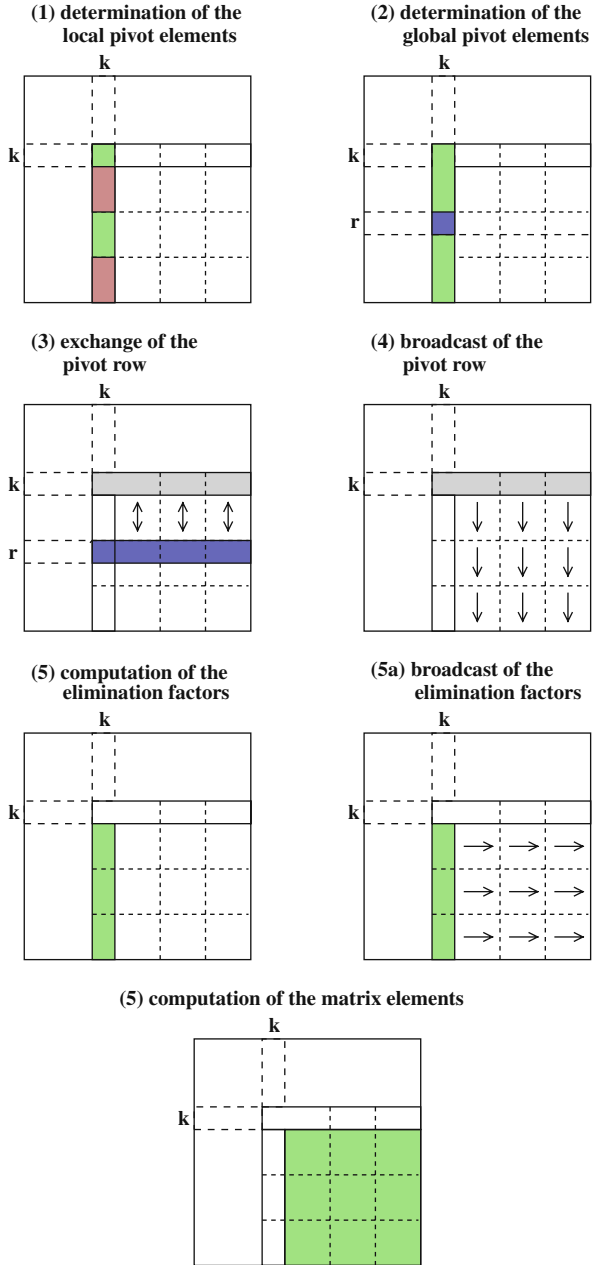 (1) determination of the
local pivot elements
k
k
(2) determination of the
global pivot elements
k
k
r
(3) exchange of the
pivot row
k
k
r
(4) broadcast of the
pivot row
k
k
(5) computation of the
elimination factors
k
k
(5a) broadcast of the
elimination factors
k
k
(5) computation of the matrix elements
k
k